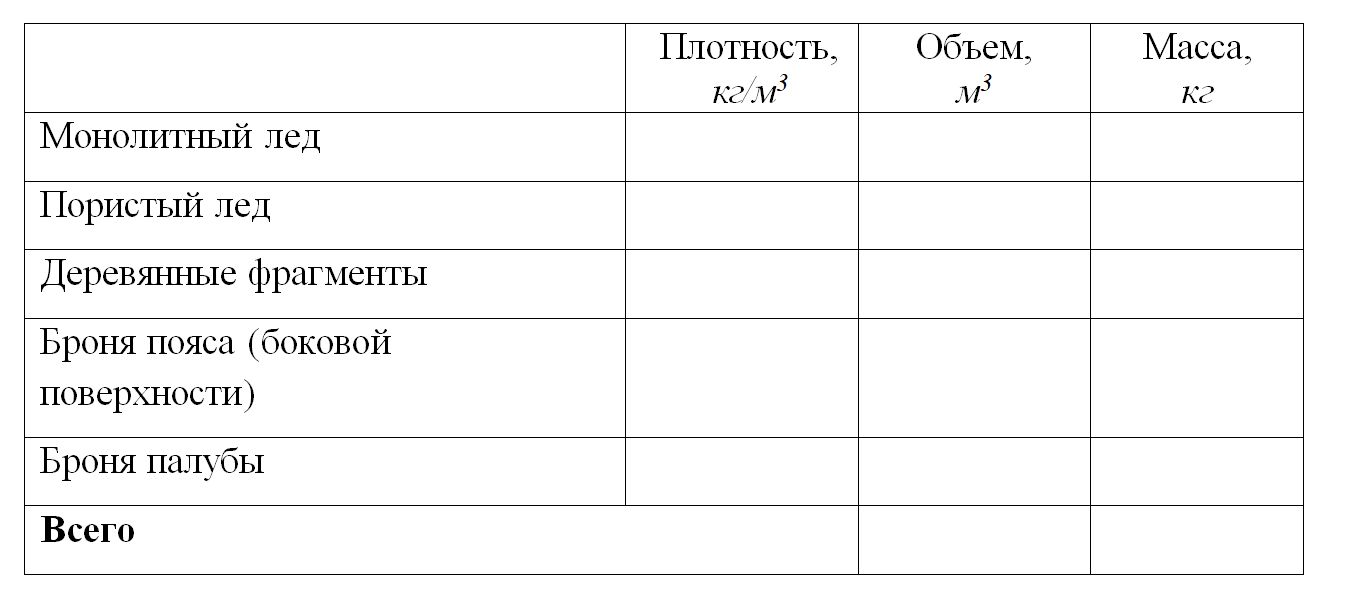 Плотность, Объем, Масса,
кг/м³ м³ кг
Монолитный лед
Пористый лед
Деревянные фрагменты
Броня пояса (боковой
поверхности)
Броня палубы
Всего